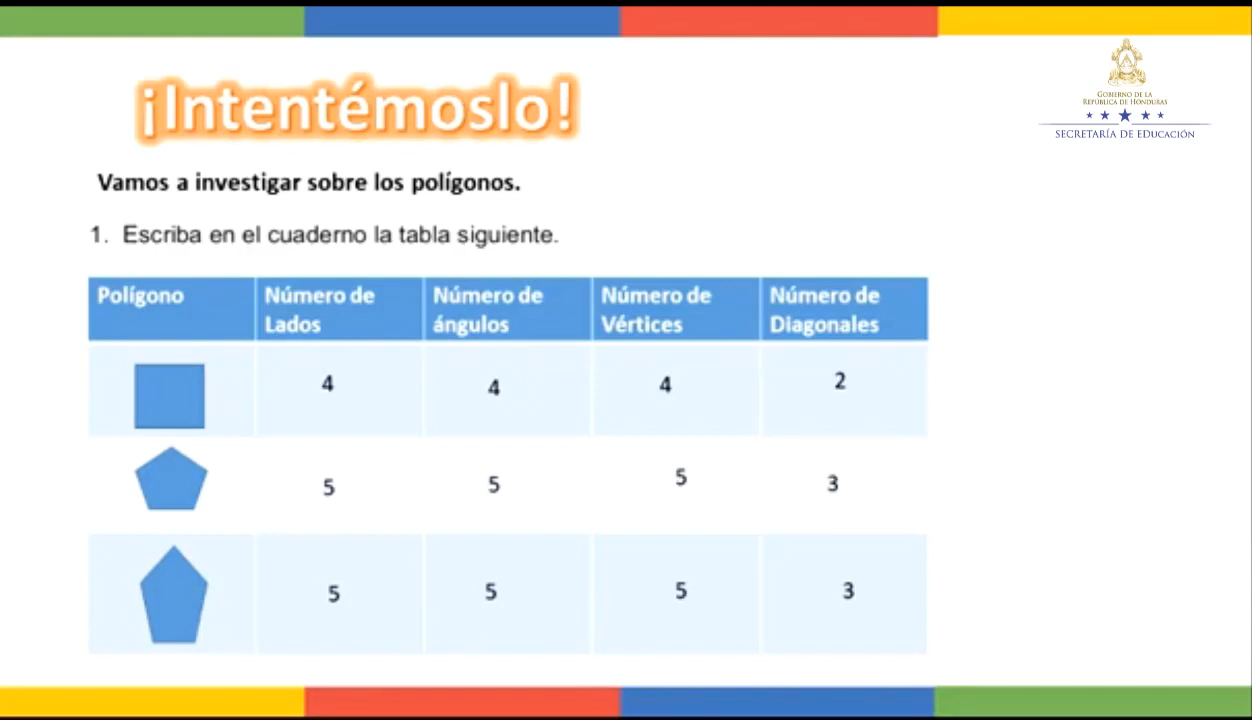 ¡Intentémoslo!
GOBIERNO DE LA
REPÚBLICA DE HONDURAS
SECRETARÍA DE EDUCACIÓN
Vamos a investigar sobre los polígonos.
1. Escriba en el cuaderno la tabla siguiente.
Polígono Número de Lados Número de ángulos Número de Vértices Número de Diagonales
4 4 4 2
5 5 5 3
5 5 5 3